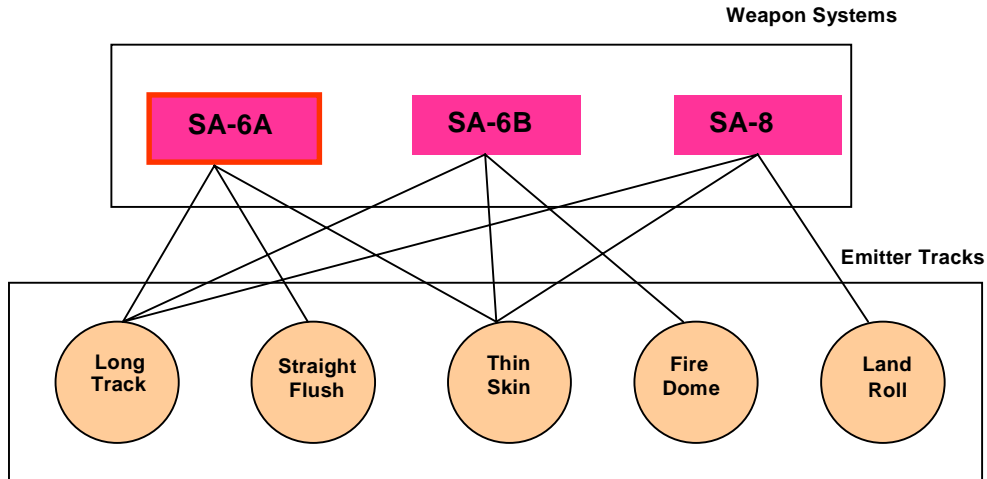 Weapon Systems
SA-6A
SA-6B
SA-8
Emitter Tracks
Long
Track
Straight
Flush
Thin
Skin
Fire
Dome
Land
Roll